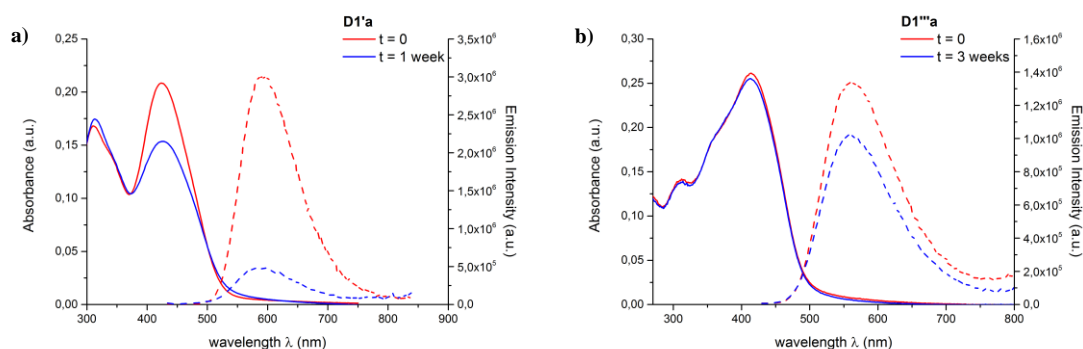 a)
D1'a
t = 0
t = 1 week
Absorbance (a.u.)
0,25
0,20
0,15
0,10
0,05
0,00
300 400 500 600 700 800 900
wavelength λ (nm)
3,5x10⁶
3,0x10⁶
2,5x10⁶
2,0x10⁶
1,5x10⁶
1,0x10⁶
5,0x10⁵
0,0
Emission Intensity (a.u.)
b)
D1'''a
t = 0
t = 3 weeks
Absorbance (a.u.)
0,30
0,25
0,20
0,15
0,10
0,05
0,00
300 400 500 600 700 800
wavelength λ (nm)
1,6x10⁶
1,4x10⁶
1,2x10⁶
1,0x10⁶
8,0x10⁵
6,0x10⁵
4,0x10⁵
2,0x10⁵
0,0
Emission Intensity (a.u.)